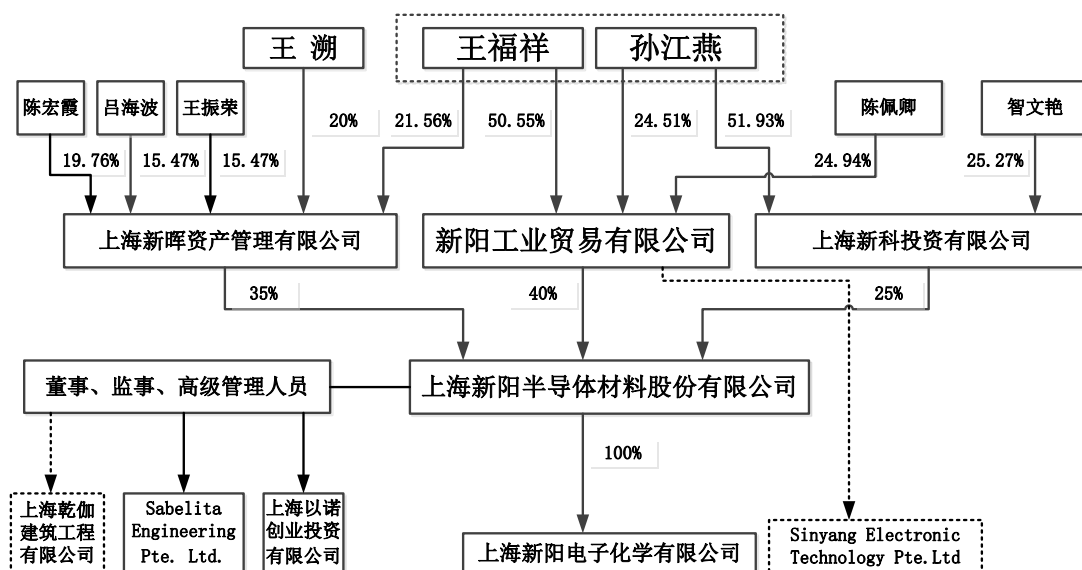 王 溯
王福祥
孙江燕
陈宏霞
吕海波
王振荣
陈佩卿
智文艳
20%
21.56%
50.55%
24.51%
51.93%
19.76%
15.47%
15.47%
24.94%
25.27%
上海新晖资产管理有限公司
新阳工业贸易有限公司
上海新科投资有限公司
35%
40%
25%
董事、监事、高级管理人员
上海新阳半导体材料股份有限公司
100%
上海乾伽
建筑工程
有限公司
Sabelita
Engineering
Pte. Ltd.
上海以诺
创业投资
有限公司
上海新阳电子化学有限公司
Sinyang Electronic
Technology Pte.Ltd